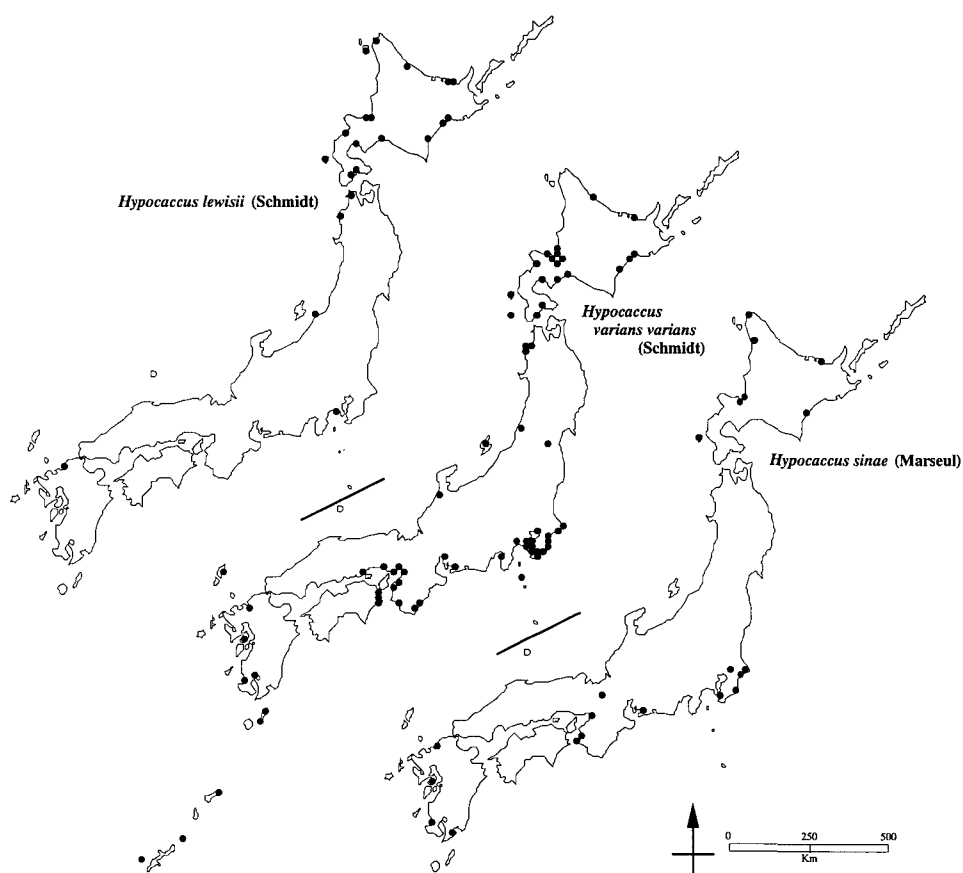 Hypocaccus lewisii (Schmidt)
Hypocaccus
varians varians
(Schmidt)
Hypocaccus sinae (Marseul)
0 250 500
Km